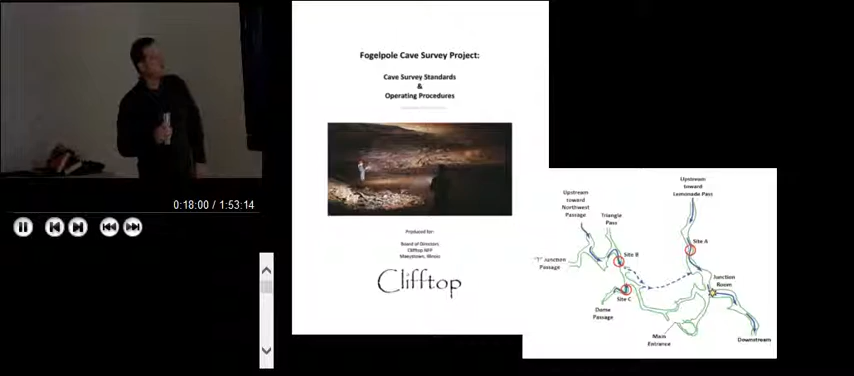 0:18:00 / 1:53:14
Fogelpole Cave Survey Project:
Cave Survey Standards
&
Operating Procedures
Produced for:
Board of Directors,
Clifftop NFP
Maeystown, Illinois
Clifftop
Upstream
toward
Lemonade Pass
Upstream
toward
Northwest
Passage
Triangle
Pass
Site A
Site B
"T" Junction
Passage
Junction
Room
Site C
Dome
Passage
Main
Entrance
Downstream